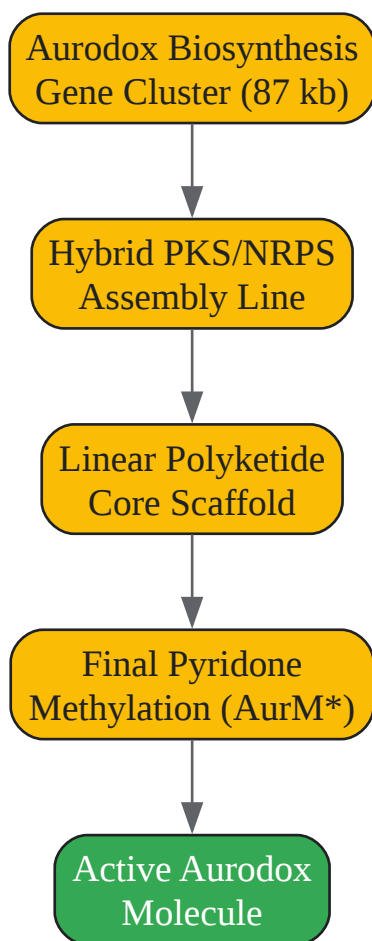 Aurodox Biosynthesis
Gene Cluster (87 kb)
Hybrid PKS/NRPS
Assembly Line
Linear Polyketide
Core Scaffold
Final Pyridone
Methylation (AurM*)
Active Aurodox
Molecule